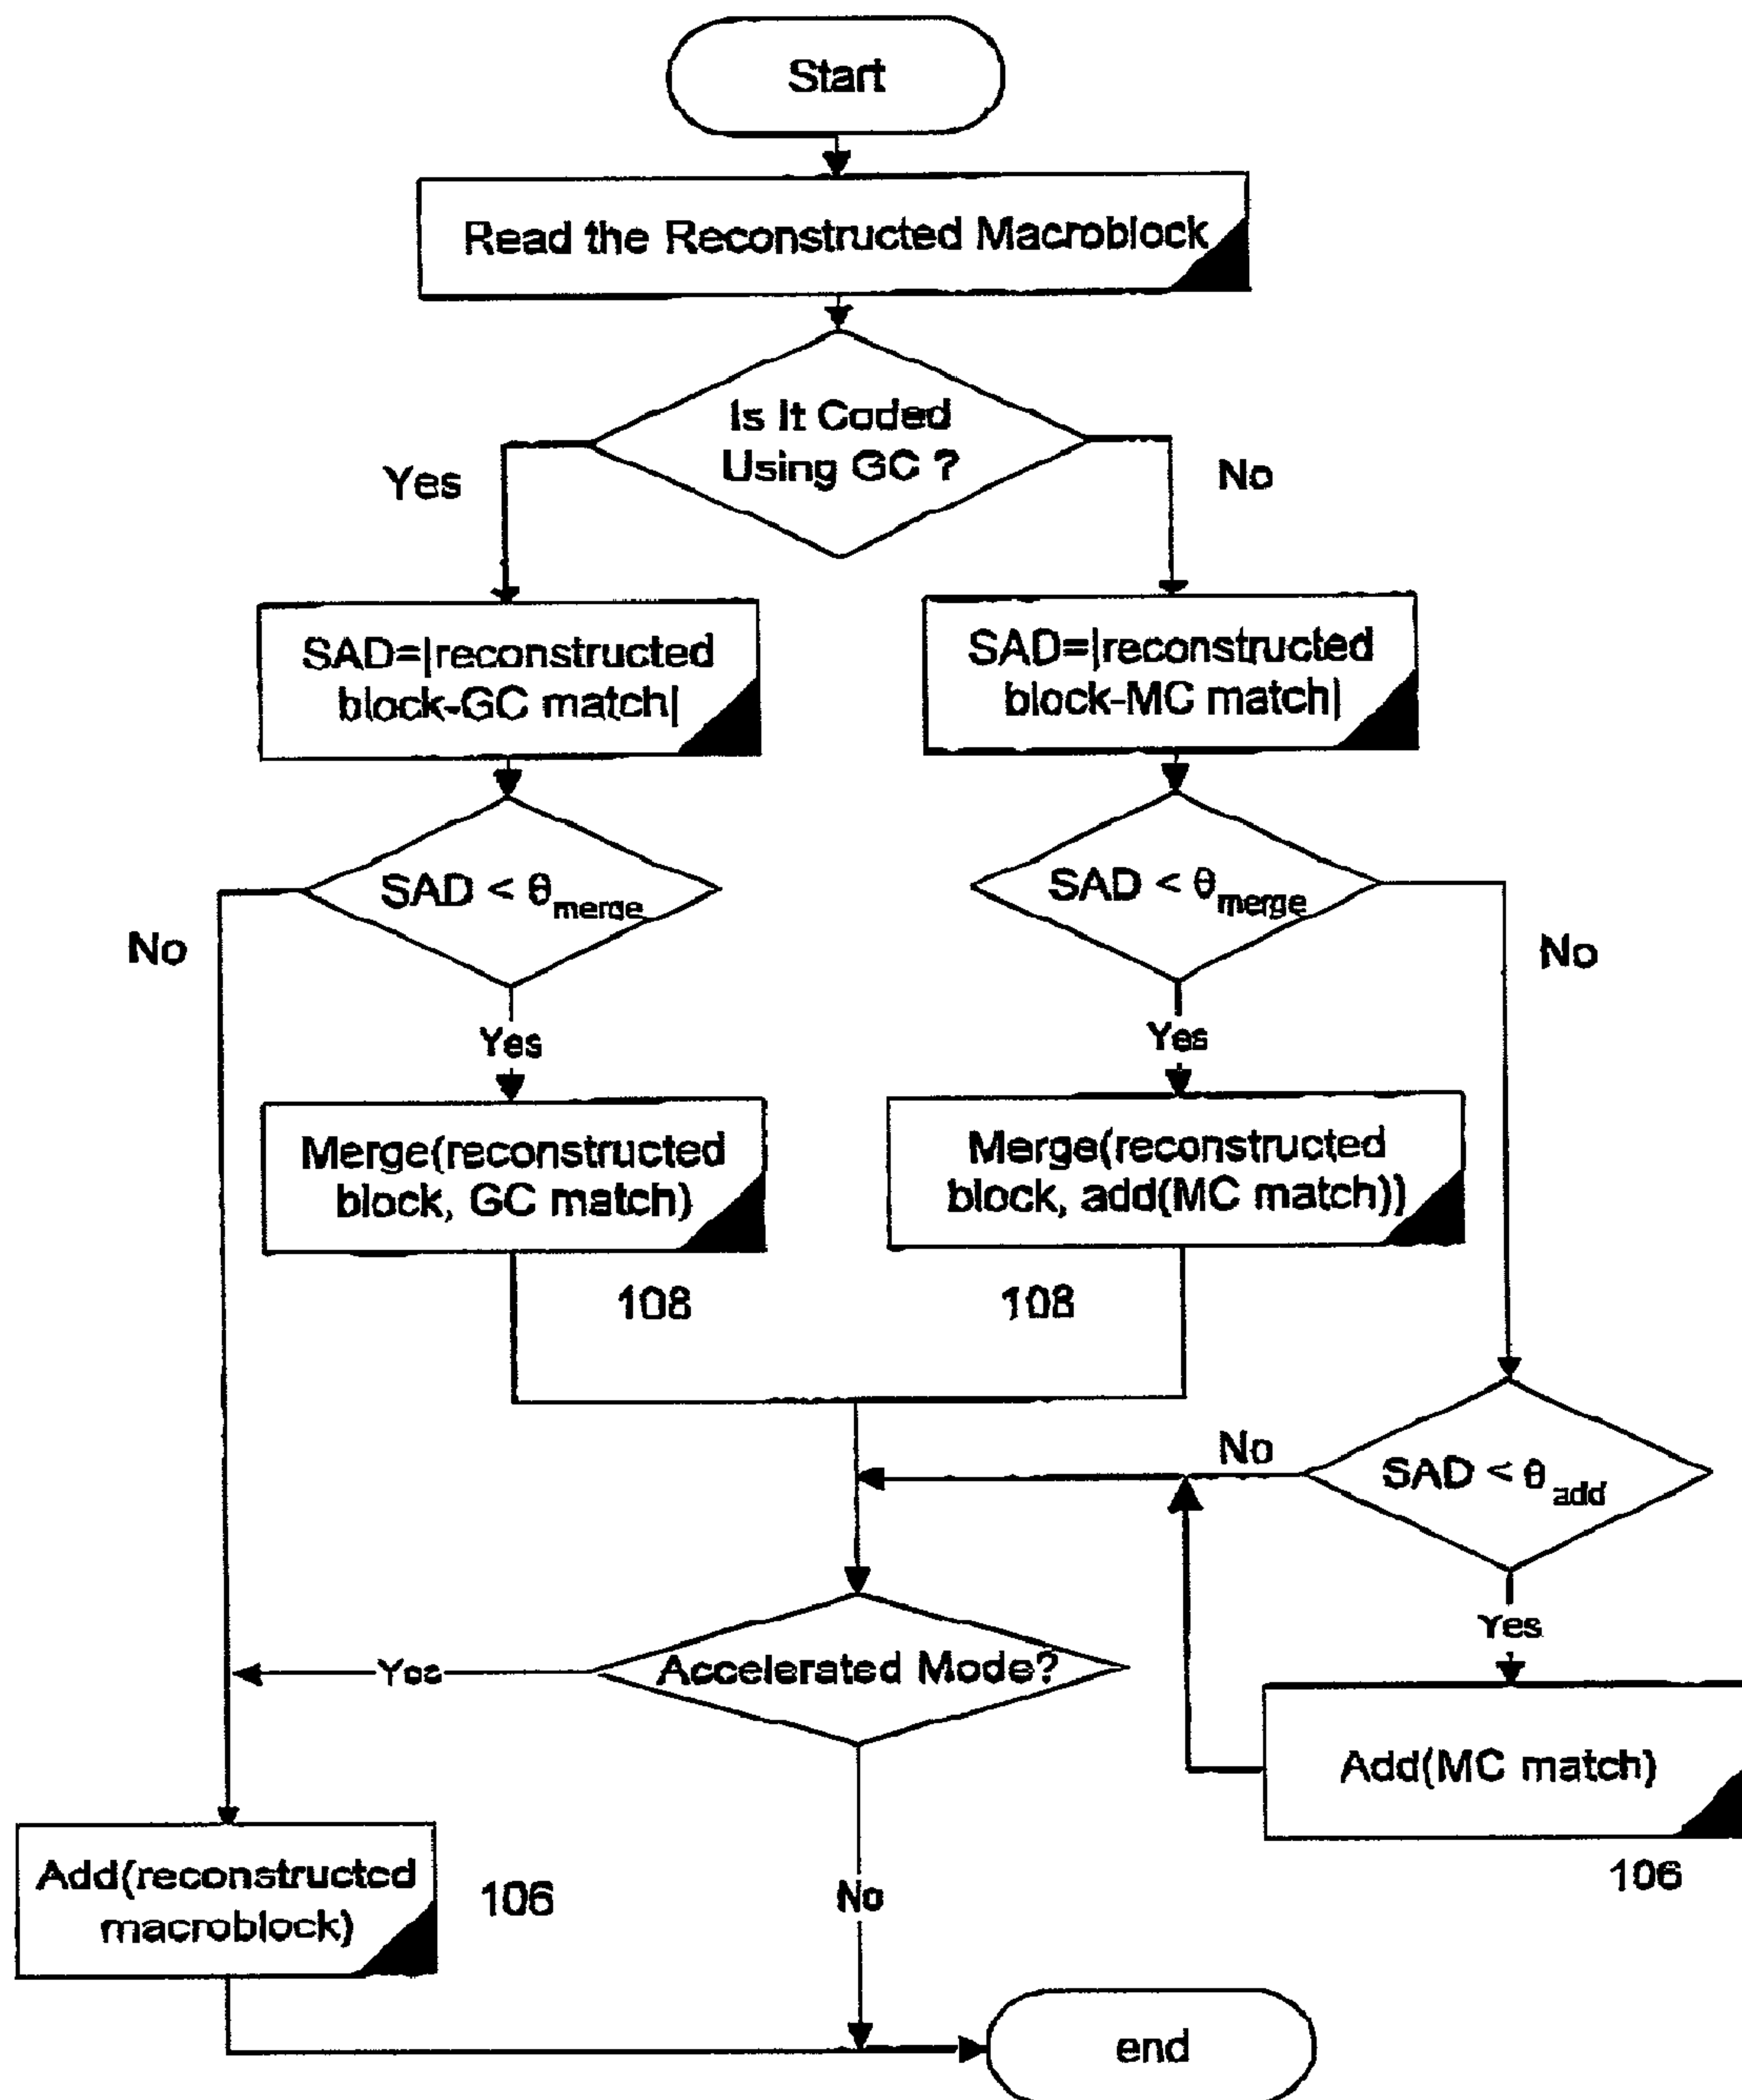 Start
Read the Reconstructed Macroblock
Is It Coded
Using GC ?
Yes
No
SAD=|reconstructed
block-GC match|
SAD=|reconstructed
block-MC match|
SAD < θmerge
SAD < θmerge
No
No
Yes
Yes
Merge(reconstructed
block, GC match)
Merge(reconstructed
block, add(MC match))
108
108
No
SAD < θadd
Yes
Yes
Accelerated Mode?
Add(MC match)
106
Add(reconstructed
macroblock)
106
No
end